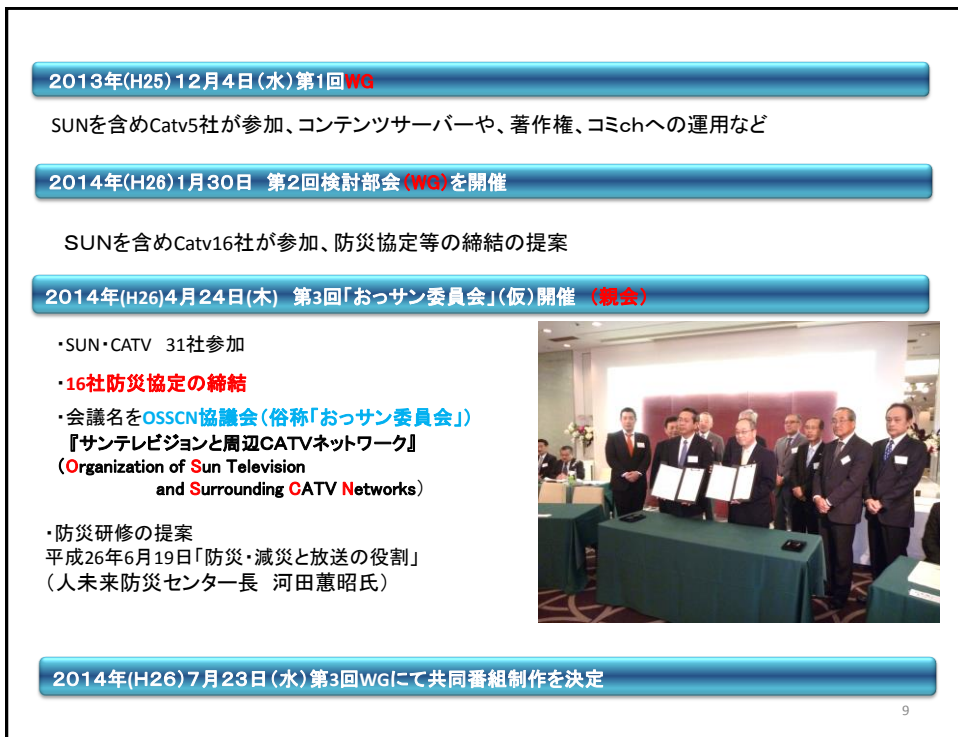 2013年(H25)12月4日(水)第1回WG
SUNを含めCatv5社が参加、コンテンツサーバーや、著作権、コミchへの運用など
2014年(H26)1月30日 第2回検討部会(WG)を開催
SUNを含めCatv16社が参加、防災協定等の締結の提案
2014年(H26)4月24日(木) 第3回「おっサン委員会」(仮)開催 (親会)
・SUN・CATV 31社参加
・16社防災協定の締結
・会議名をOSSCN協議会(俗称「おっサン委員会」)
『サンテレビジョンと周辺CATVネットワーク』
(Organization of Sun Television
and Surrounding CATV Networks)
・防災研修の提案
平成26年6月19日「防災・減災と放送の役割」
(人未来防災センター長 河田蕙昭氏)
2014年(H26)7月23日(水)第3回WGにて共同番組制作を決定
9